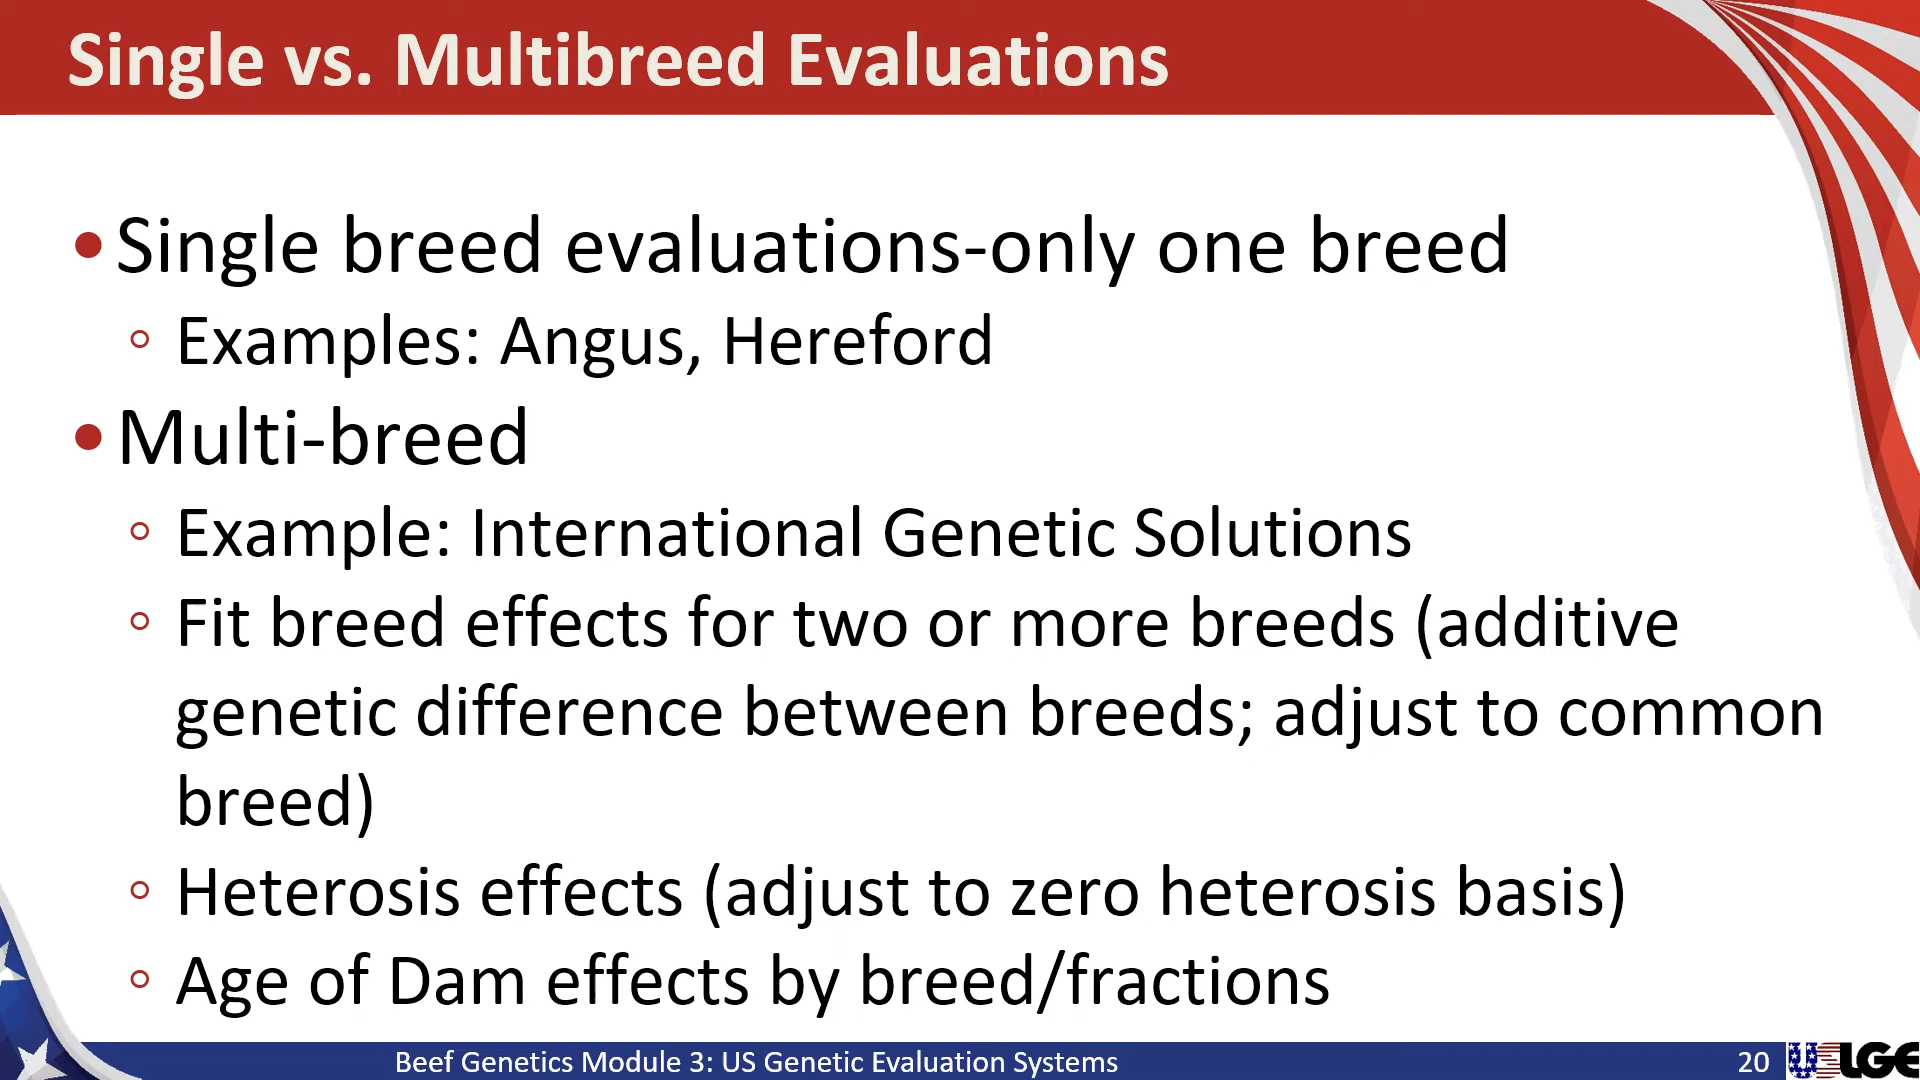 Single vs. Multibreed Evaluations
• Single breed evaluations-only one breed
◦ Examples: Angus, Hereford
• Multi-breed
◦ Example: International Genetic Solutions
◦ Fit breed effects for two or more breeds (additive
genetic difference between breeds; adjust to common
breed)
◦ Heterosis effects (adjust to zero heterosis basis)
◦ Age of Dam effects by breed/fractions
Beef Genetics Module 3: US Genetic Evaluation Systems
20
USLGE